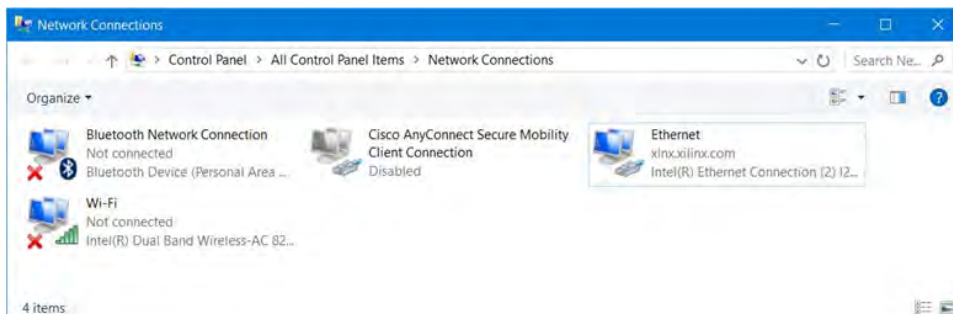 Network Connections
Control Panel > All Control Panel Items > Network Connections
Search Ne...
Organize
Bluetooth Network Connection
Not connected
Bluetooth Device (Personal Area ...
Cisco AnyConnect Secure Mobility
Client Connection
Disabled
Ethernet
xlnx.xilinx.com
Intel(R) Ethernet Connection (2) I2...
Wi-Fi
Not connected
Intel(R) Dual Band Wireless-AC 82...
4 items